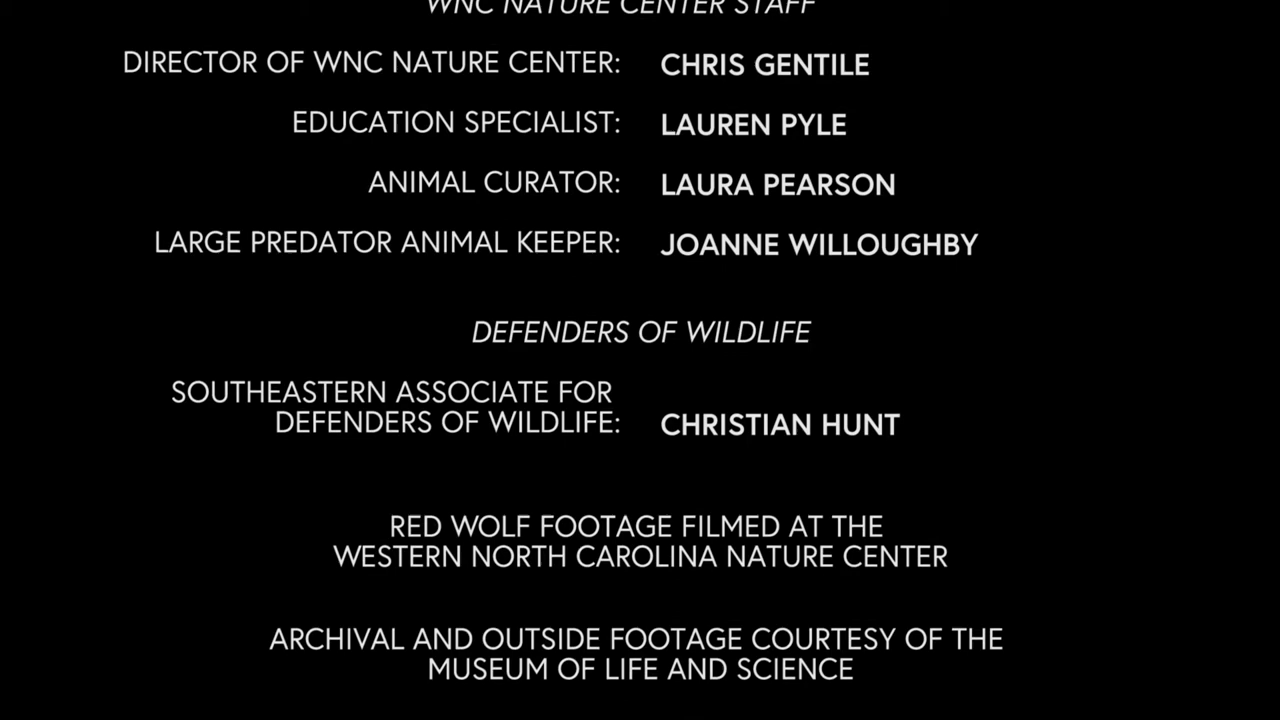 WNC NATURE CENTER STAFF
DIRECTOR OF WNC NATURE CENTER: CHRIS GENTILE
EDUCATION SPECIALIST: LAUREN PYLE
ANIMAL CURATOR: LAURA PEARSON
LARGE PREDATOR ANIMAL KEEPER: JOANNE WILLOUGHBY
DEFENDERS OF WILDLIFE
SOUTHEASTERN ASSOCIATE FOR
DEFENDERS OF WILDLIFE: CHRISTIAN HUNT
RED WOLF FOOTAGE FILMED AT THE
WESTERN NORTH CAROLINA NATURE CENTER
ARCHIVAL AND OUTSIDE FOOTAGE COURTESY OF THE
MUSEUM OF LIFE AND SCIENCE